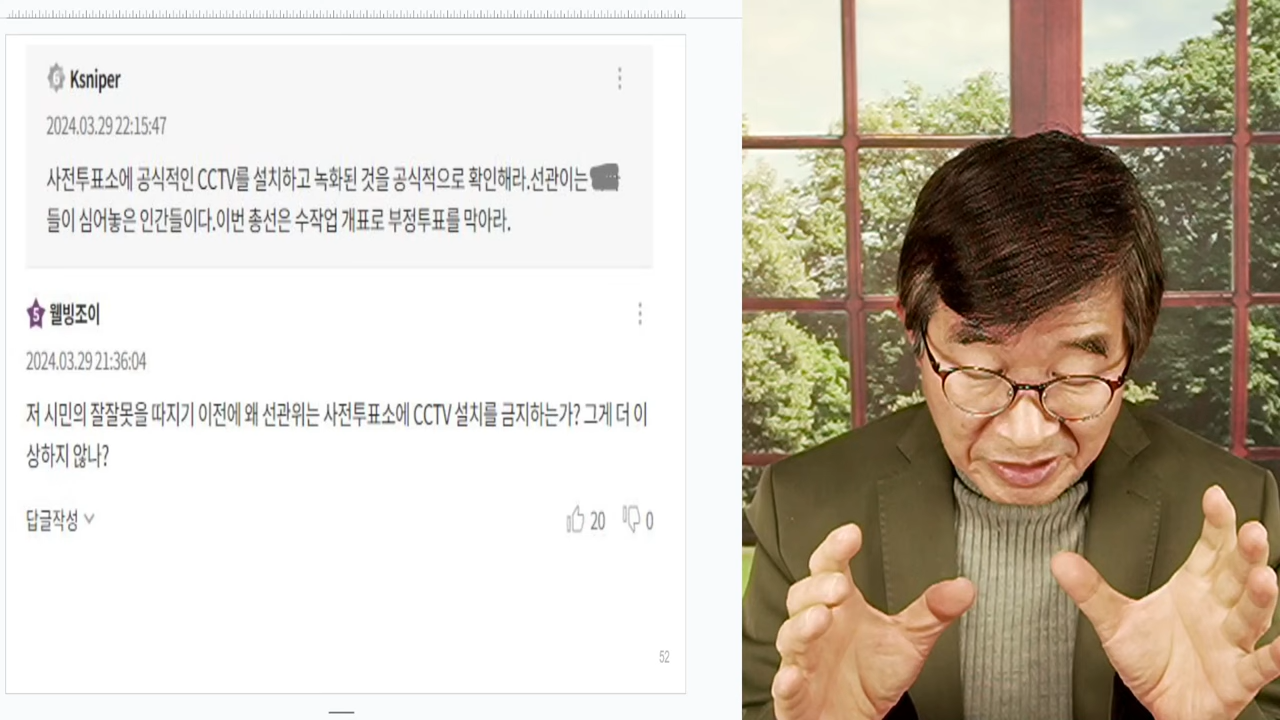 6 Ksniper
2024.03.29 22:15:47
사전투표소에 공식적인 CCTV를 설치하고 녹화된 것을 공식적으로 확인해라.선관이는
들이 심어놓은 인간들이다.이번 총선은 수작업 개표로 부정투표를 막아라.
5 웰빙조이
2024.03.29 21:36:04
저 시민의 잘잘못을 따지기 이전에 왜 선관위는 사전투표소에 CCTV 설치를 금지하는가? 그게 더 이
상하지 않나?
답글작성 20 0
52